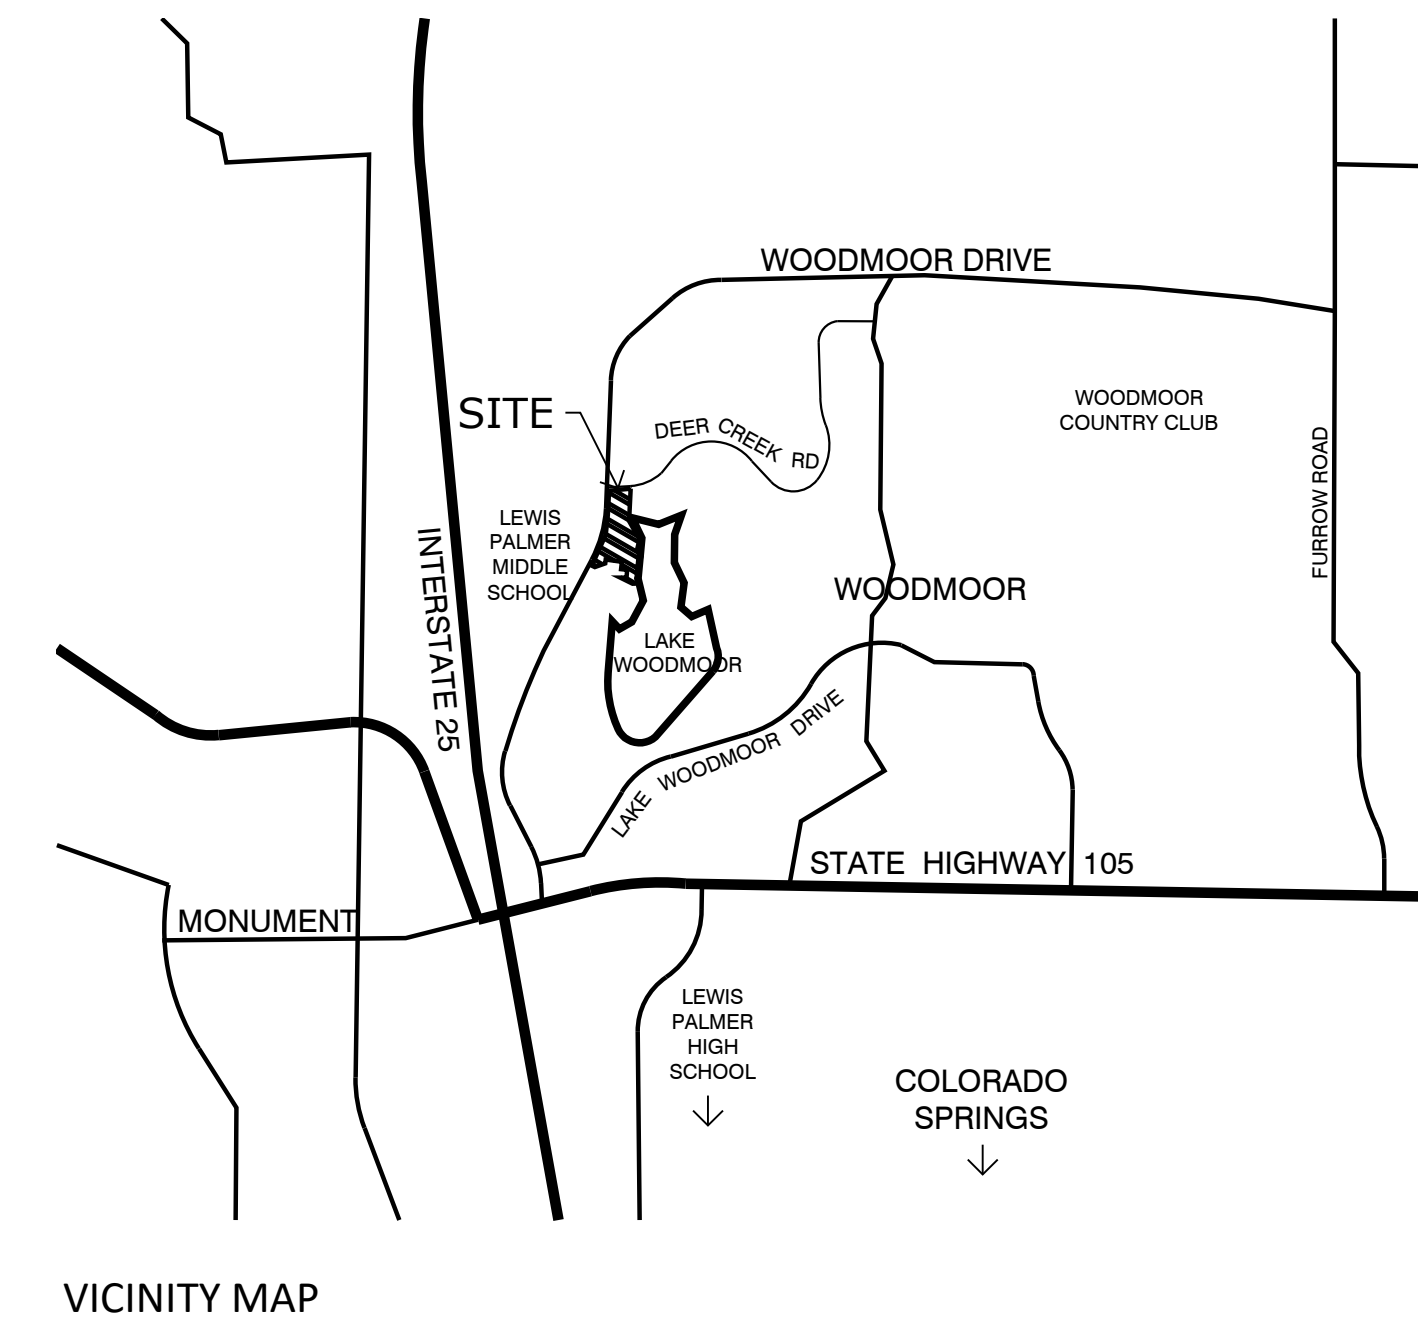 WOODMOOR DRIVE
SITE
DEER CREEK RD
WOODMOOR
COUNTRY CLUB
FURROW ROAD
LEWIS
PALMER
MIDDLE
SCHOOL
INTERSTATE 25
WOODMOOR
LAKE
WOODMOOR
LAKE WOODMOOR DRIVE
STATE HIGHWAY 105
MONUMENT
LEWIS
PALMER
HIGH
SCHOOL
COLORADO
SPRINGS
VICINITY MAP